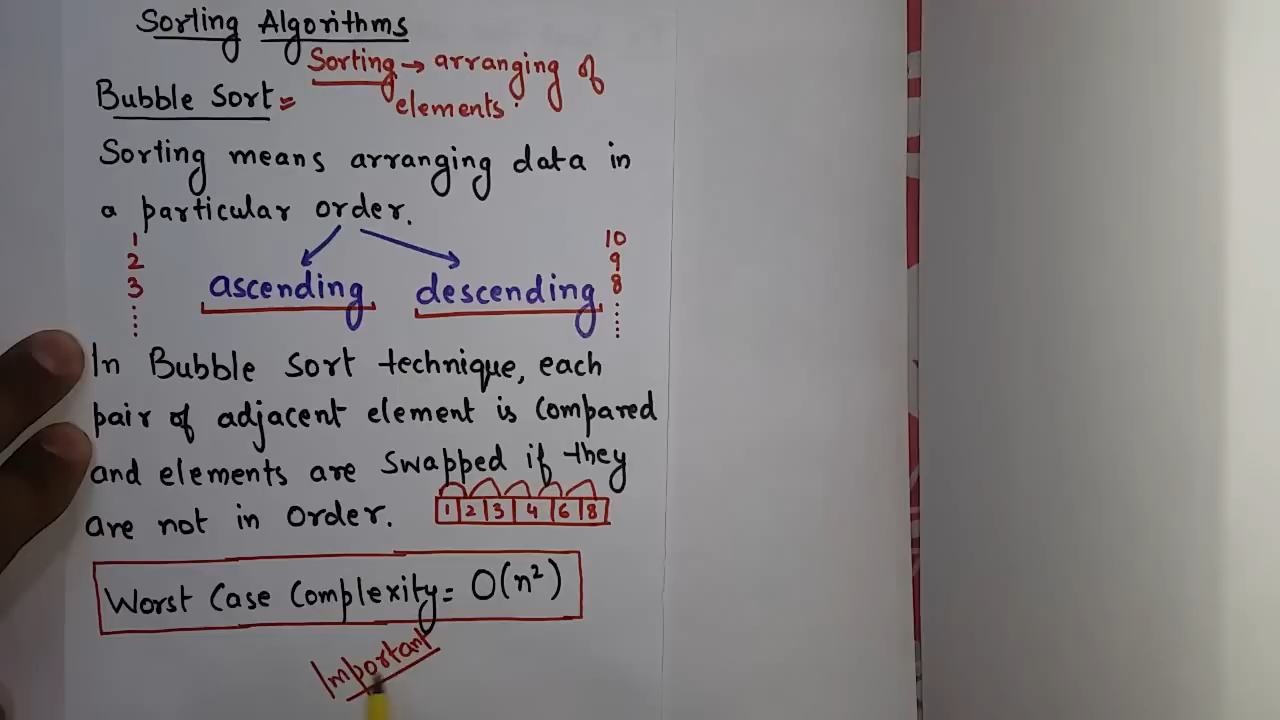 Sorting Algorithms
Sorting → arranging of
elements.
Bubble Sort =
Sorting means arranging data in
a particular order.
1
2
3
⋮
ascending descending
10
9
8
⋮
In Bubble Sort technique, each
pair of adjacent element is compared
and elements are swapped if they
are not in order.
1 2 3 4 6 8
Worst Case Complexity = O(n²)
Important